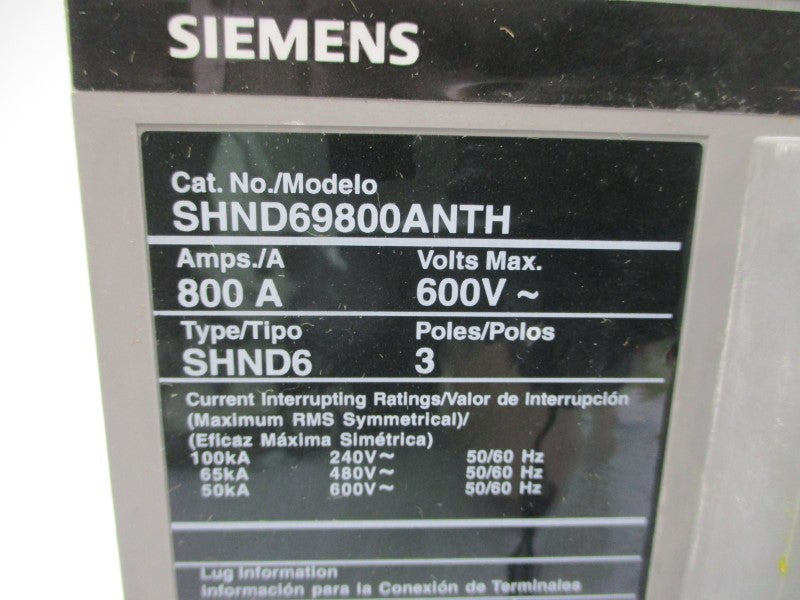 SIEMENS
Cat. No./Modelo
SHND69800ANTH
Amps./A Volts Max.
800 A 600V ~
Type/Tipo Poles/Polos
SHND6 3
Current Interrupting Ratings/Valor de Interrupción
(Maximum RMS Symmetrical)/
(Eficaz Máxima Simétrica)
100kA 240V~ 50/60 Hz
65kA 480V~ 50/60 Hz
50kA 600V~ 50/60 Hz
Lug Information
Información para la Conexión de Terminales